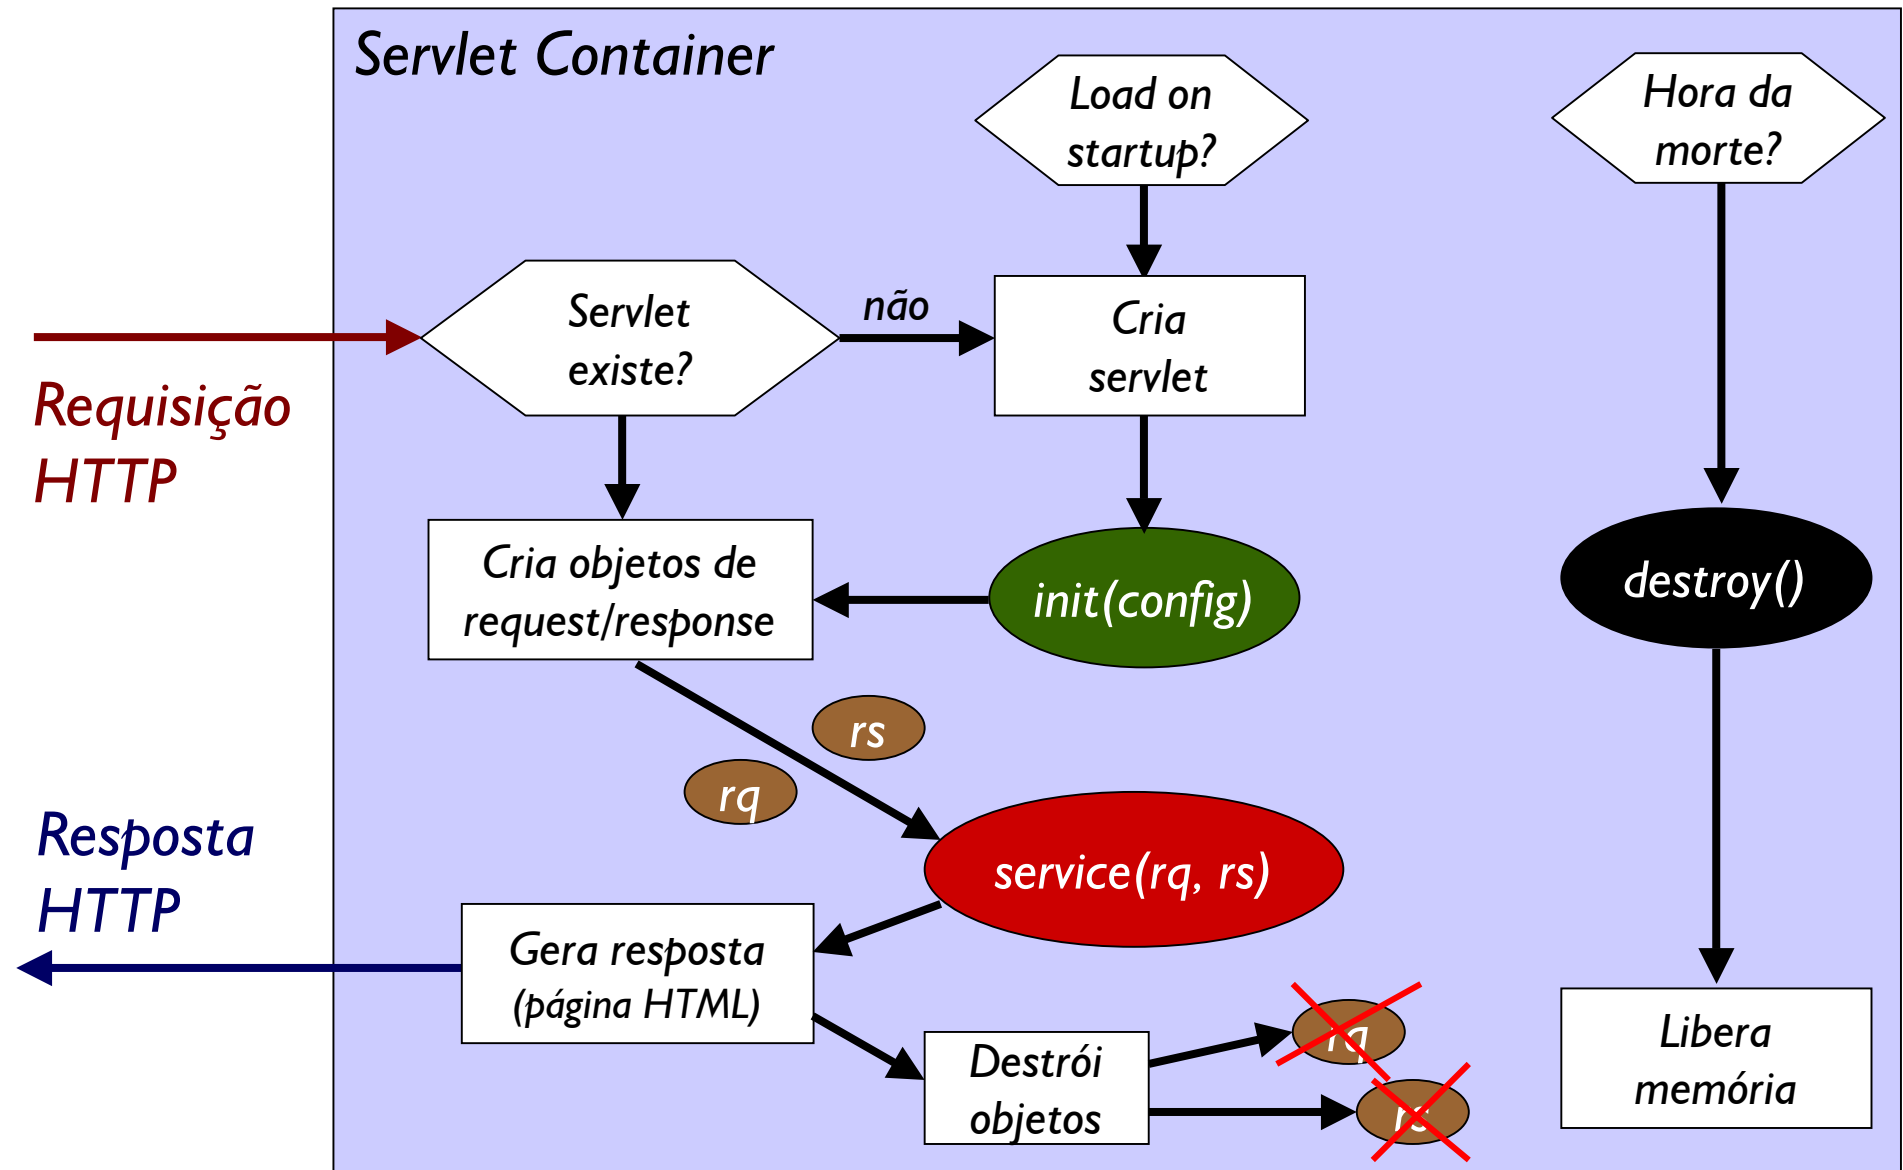 Servlet Container
Load on
startup?
Hora da
morte?
Servlet
existe?
não
Cria
servlet
Requisição
HTTP
Cria objetos de
request/response
init(config)
destroy()
rs
rq
service(rq, rs)
Resposta
HTTP
Gera resposta
(página HTML)
Destrói
objetos
rq
rs
Libera
memória